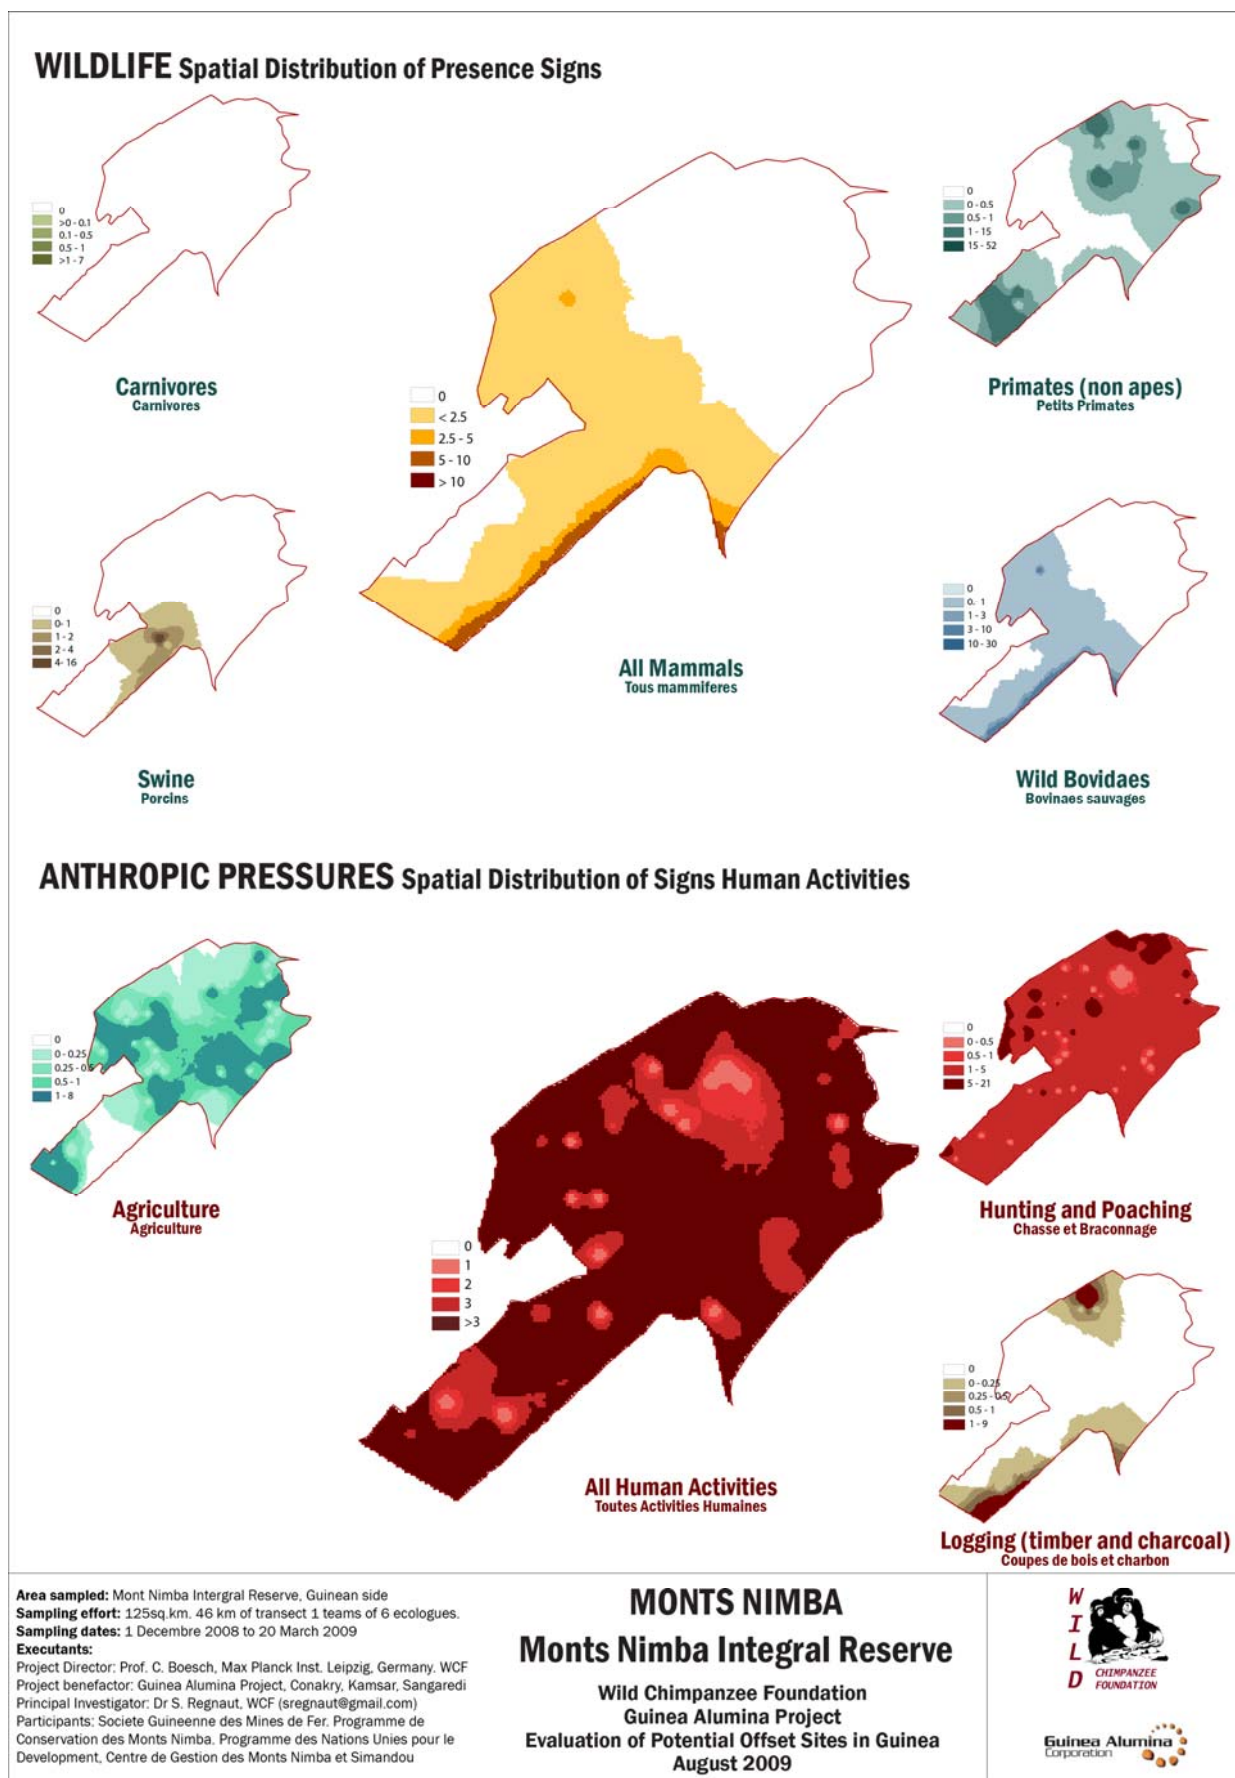 WILDLIFE Spatial Distribution of Presence Signs
0
>0 - 0.1
0.1 - 0.5
0.5 - 1
>1 - 7
Carnivores
Carnivores
0
< 2.5
2.5 - 5
5 - 10
> 10
All Mammals
Tous mammiferes
0
0 - 0.5
0.5 - 1
1 - 15
15 - 52
Primates (non apes)
Petits Primates
0
0- 1
1 - 2
2 - 4
4- 16
Swine
Porcins
0
0.- 1
1 - 3
3 - 10
10 - 30
Wild Bovidaes
Bovinaes sauvages
ANTHROPIC PRESSURES Spatial Distribution of Signs Human Activities
0
0 - 0.25
0.25 - 0.5
0.5 - 1
1 - 8
Agriculture
Agriculture
0
1
2
3
>3
All Human Activities
Toutes Activities Humaines
0
0 - 0.5
0.5 - 1
1 - 5
5 - 21
Hunting and Poaching
Chasse et Braconnage
0
0 - 0.25
0.25 - 0.5
0.5 - 1
1 - 9
Logging (timber and charcoal)
Coupes de bois et charbon
Area sampled: Mont Nimba Intergral Reserve, Guinean side
Sampling effort: 125sq.km. 46 km of transect 1 teams of 6 ecologues.
Sampling dates: 1 Decembre 2008 to 20 March 2009
Executants:
Project Director: Prof. C. Boesch, Max Planck Inst. Leipzig, Germany. WCF
Project benefactor: Guinea Alumina Project, Conakry, Kamsar, Sangaredi
Principal Investigator: Dr S. Regnaut, WCF (sregnaut@gmail.com)
Participants: Societe Guineenne des Mines de Fer. Programme de
Conservation des Monts Nimba. Programme des Nations Unies pour le
Development, Centre de Gestion des Monts Nimba et Simandou
MONTS NIMBA
Monts Nimba Integral Reserve
Wild Chimpanzee Foundation
Guinea Alumina Project
Evaluation of Potential Offset Sites in Guinea
August 2009
WILD
CHIMPANZEE
FOUNDATION
Guinea Alumina
Corporation